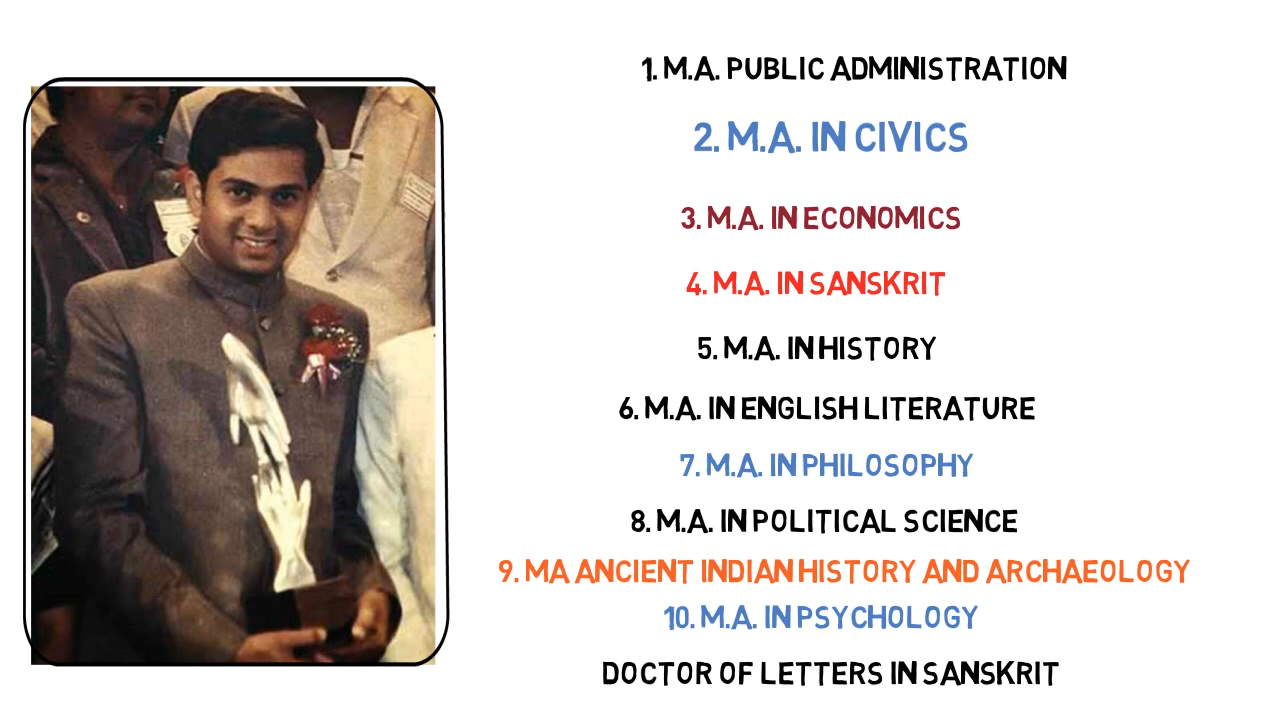 1. M.A. PUBLIC ADMINISTRATION
2. M.A. IN CIVICS
3. M.A. IN ECONOMICS
4. M.A. IN SANSKRIT
5. M.A. IN HISTORY
6. M.A. IN ENGLISH LITERATURE
7. M.A. IN PHILOSOPHY
8. M.A. IN POLITICAL SCIENCE
9. MA ANCIENT INDIAN HISTORY AND ARCHAEOLOGY
10. M.A. IN PSYCHOLOGY
DOCTOR OF LETTERS IN SANSKRIT